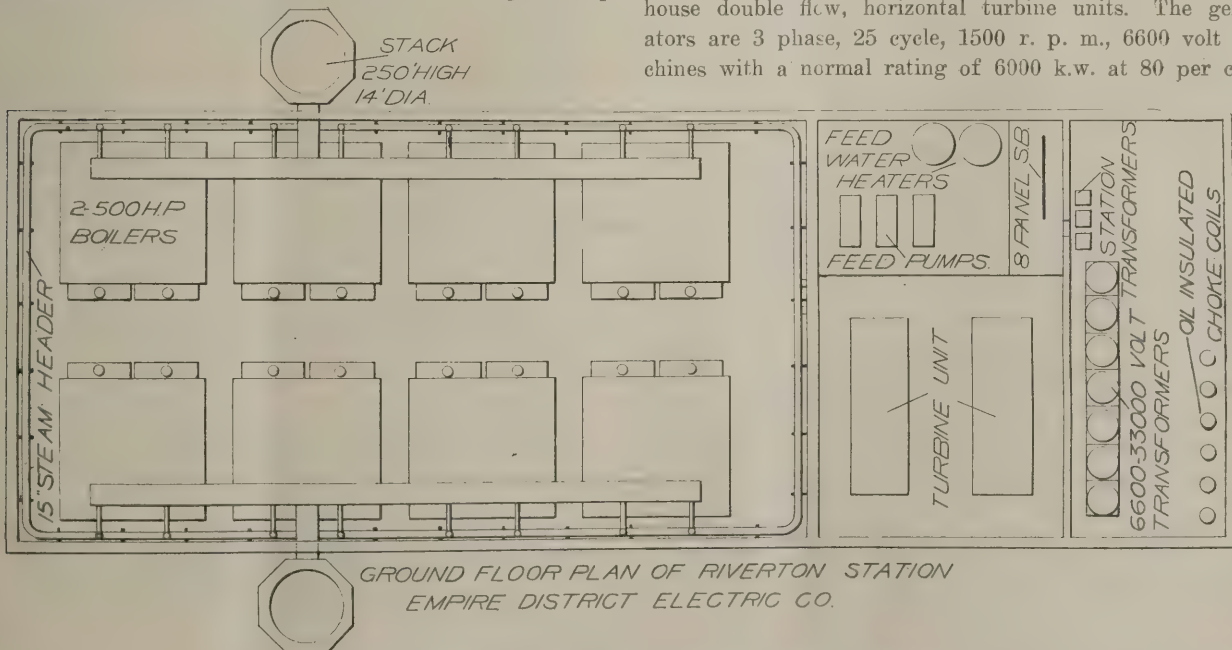 house double flow, horizontal turbine units. The ge
ators are 3 phase, 25 cycle, 1500 r. p. m., 6600 volt
chines with a normal rating of 6000 k.w. at 80 per c
STACK
250' HIGH
14' DIA.
2-500 H.P
BOILERS
15" STEAM HEADER
FEED
WATER
HEATERS
FEED PUMPS.
8 PANEL S.B.
TURBINE UNIT
STATION
TRANSFORMERS
6600-33000 VOLT
TRANSFORMERS
OIL INSULATED
CHOKE COILS
GROUND FLOOR PLAN OF RIVERTON STATION
EMPIRE DISTRICT ELECTRIC CO.